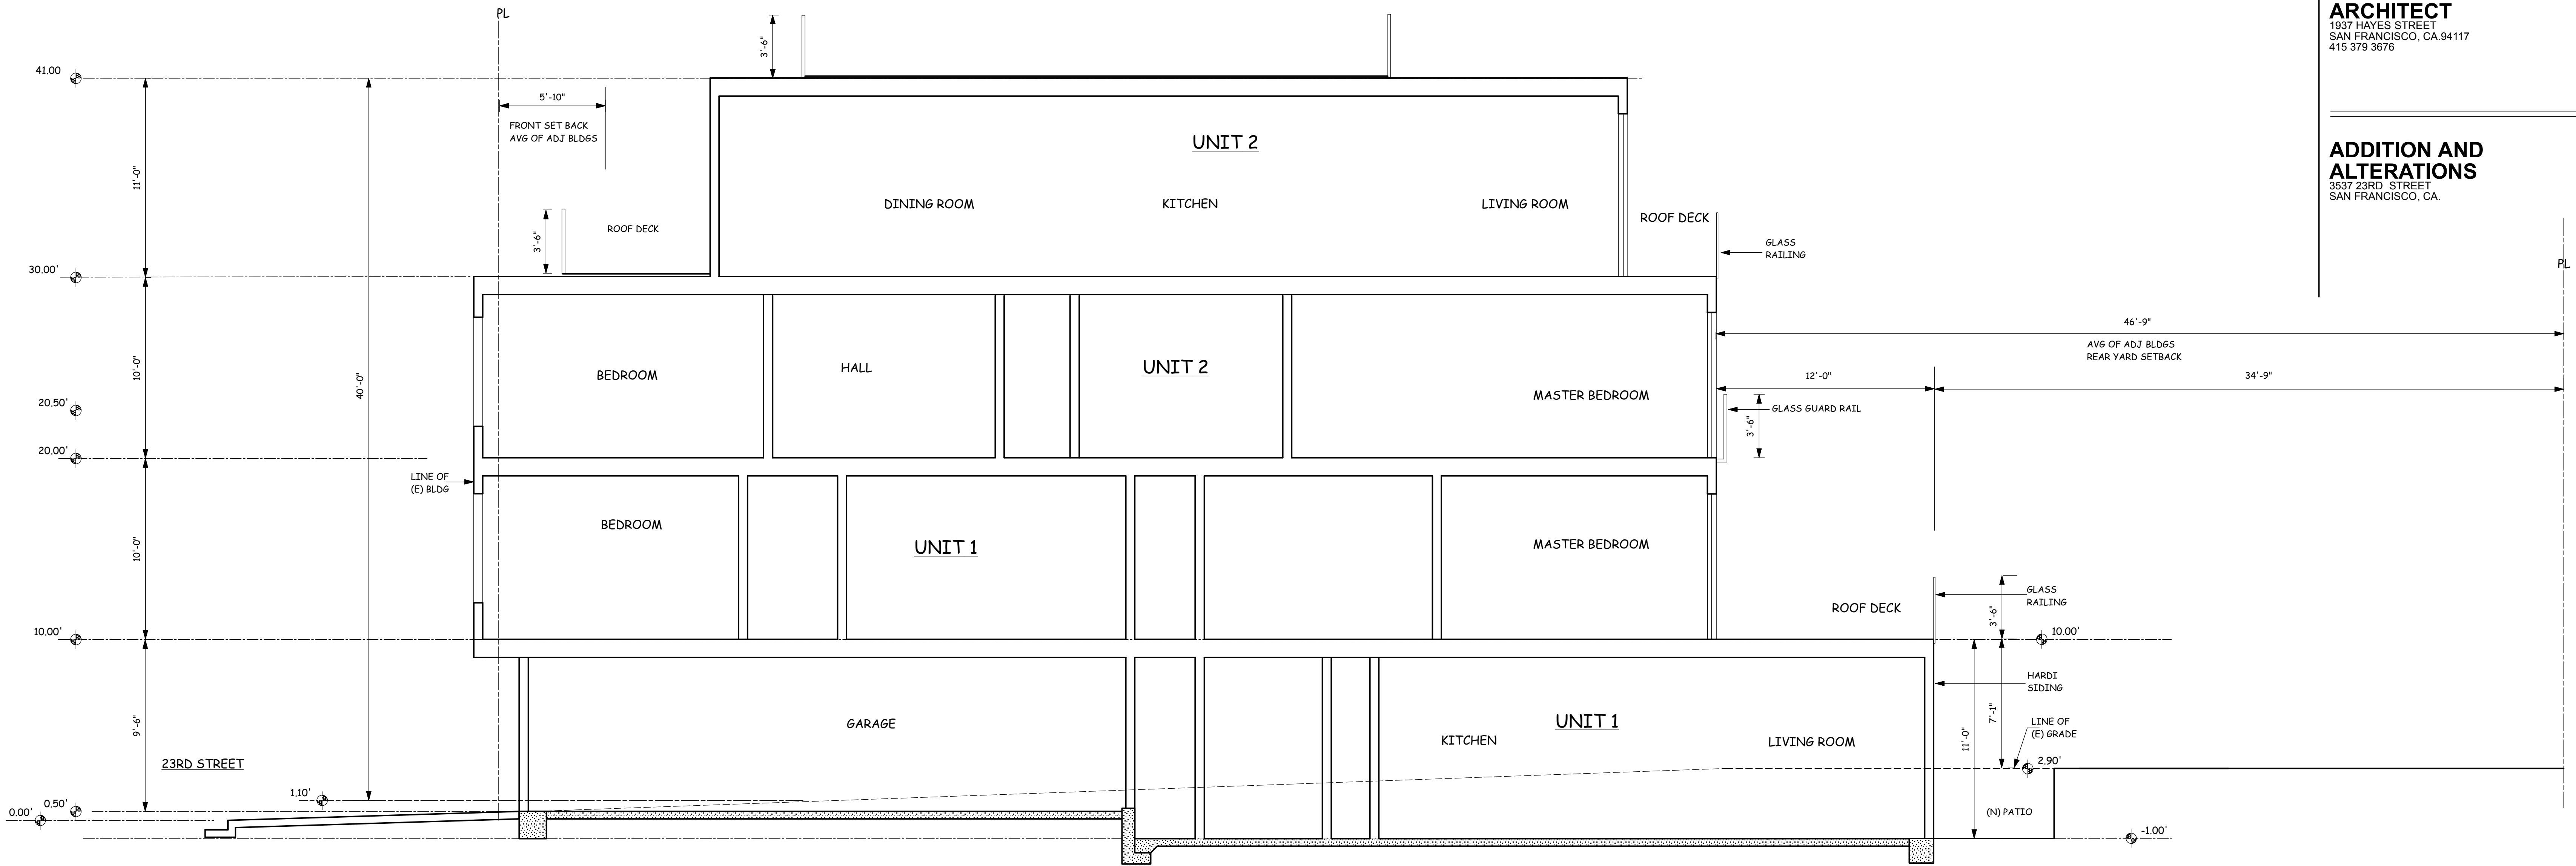 PL
ARCHITECT
1937 HAYES STREET
SAN FRANCISCO, CA.94117
415 379 3676
ADDITION AND
ALTERATIONS
3537 23RD STREET
SAN FRANCISCO, CA.
3'-6"
41.00
5'-10"
FRONT SET BACK
AVG OF ADJ BLDGS
11'-0"
UNIT 2
DINING ROOM
KITCHEN
LIVING ROOM
ROOF DECK
3'-6"
ROOF DECK
GLASS
RAILING
PL
30.00'
10'-0"
40'-0"
BEDROOM
HALL
UNIT 2
MASTER BEDROOM
46'-9"
AVG OF ADJ BLDGS
REAR YARD SETBACK
12'-0"
34'-9"
GLASS GUARD RAIL
3'-6"
20.50'
20.00'
LINE OF
(E) BLDG
10'-0"
BEDROOM
UNIT 1
MASTER BEDROOM
ROOF DECK
GLASS
RAILING
3'-6"
10.00'
10.00'
9'-6"
GARAGE
KITCHEN
UNIT 1
LIVING ROOM
HARDI
SIDING
7'-1"
11'-0"
LINE OF
(E) GRADE
2.90'
23RD STREET
1.10'
0.50'
0.00'
(N) PATIO
-1.00'